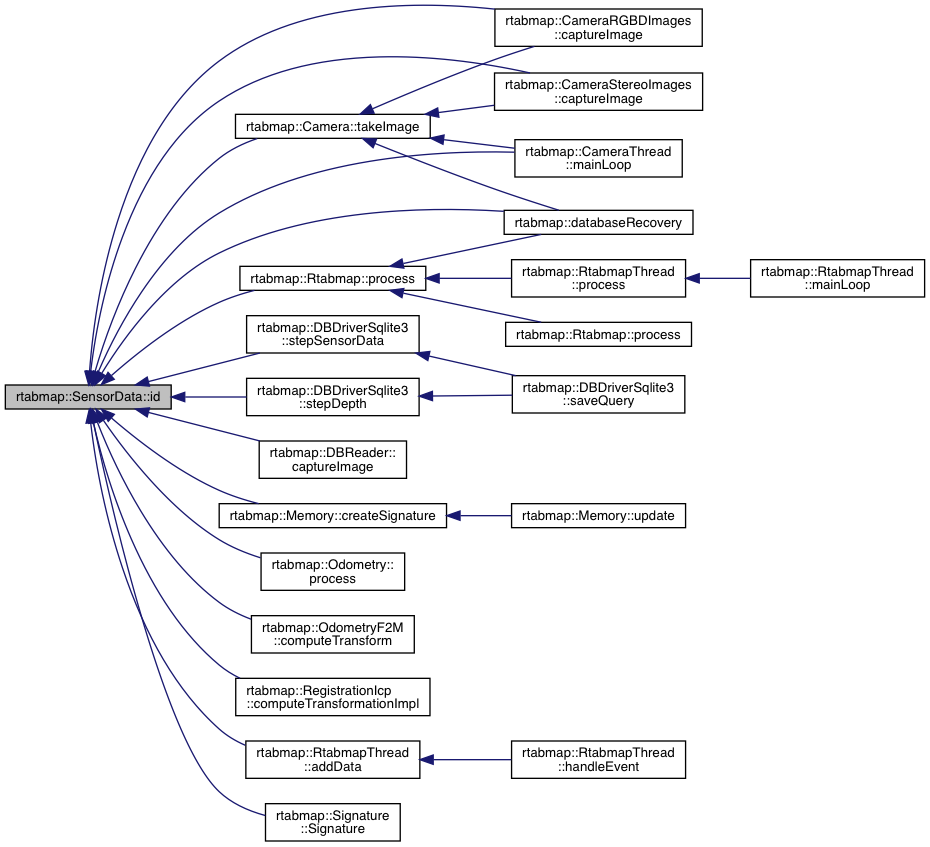 rtabmap::CameraRGBDImages
::captureImage
rtabmap::CameraStereoImages
::captureImage
rtabmap::Camera::takeImage
rtabmap::CameraThread
::mainLoop
rtabmap::databaseRecovery
rtabmap::Rtabmap::process
rtabmap::RtabmapThread
::process
rtabmap::RtabmapThread
::mainLoop
rtabmap::DBDriverSqlite3
::stepSensorData
rtabmap::Rtabmap::process
rtabmap::SensorData::id
rtabmap::DBDriverSqlite3
::stepDepth
rtabmap::DBDriverSqlite3
::saveQuery
rtabmap::DBReader::
captureImage
rtabmap::Memory::createSignature
rtabmap::Memory::update
rtabmap::Odometry::
process
rtabmap::OdometryF2M
::computeTransform
rtabmap::RegistrationIcp
::computeTransformationImpl
rtabmap::RtabmapThread
::addData
rtabmap::RtabmapThread
::handleEvent
rtabmap::Signature
::Signature